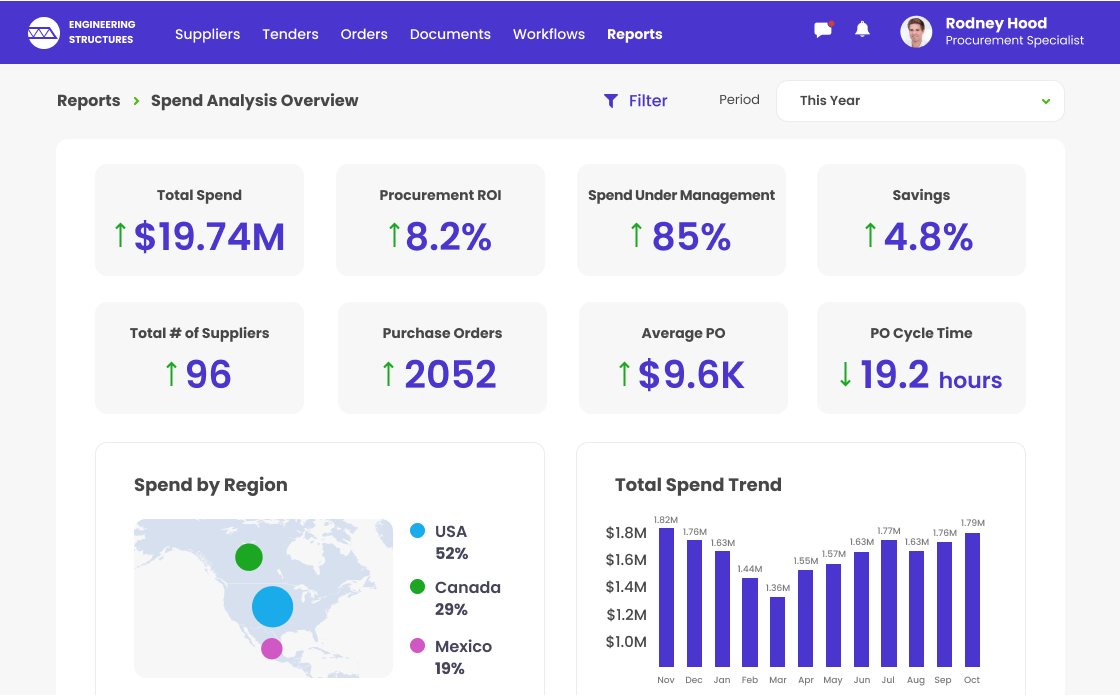 ENGINEERING
STRUCTURES
Suppliers Tenders Orders Documents Workflows Reports
Rodney Hood
Procurement Specialist
Reports > Spend Analysis Overview
Filter
Period
This Year
Total Spend
↑ $19.74M
Procurement ROI
↑ 8.2%
Spend Under Management
↑ 85%
Savings
↑ 4.8%
Total # of Suppliers
↑ 96
Purchase Orders
↑ 2052
Average PO
↑ $9.6K
PO Cycle Time
↓ 19.2 hours
Spend by Region
USA
52%
Canada
29%
Mexico
19%
Total Spend Trend
$1.8M
$1.6M
$1.4M
$1.2M
$1.0M
1.82M 1.76M 1.63M 1.44M 1.36M 1.55M 1.57M 1.63M 1.77M 1.63M 1.76M 1.79M
Nov Dec Jan Feb Mar Apr May Jun Jul Aug Sep Oct